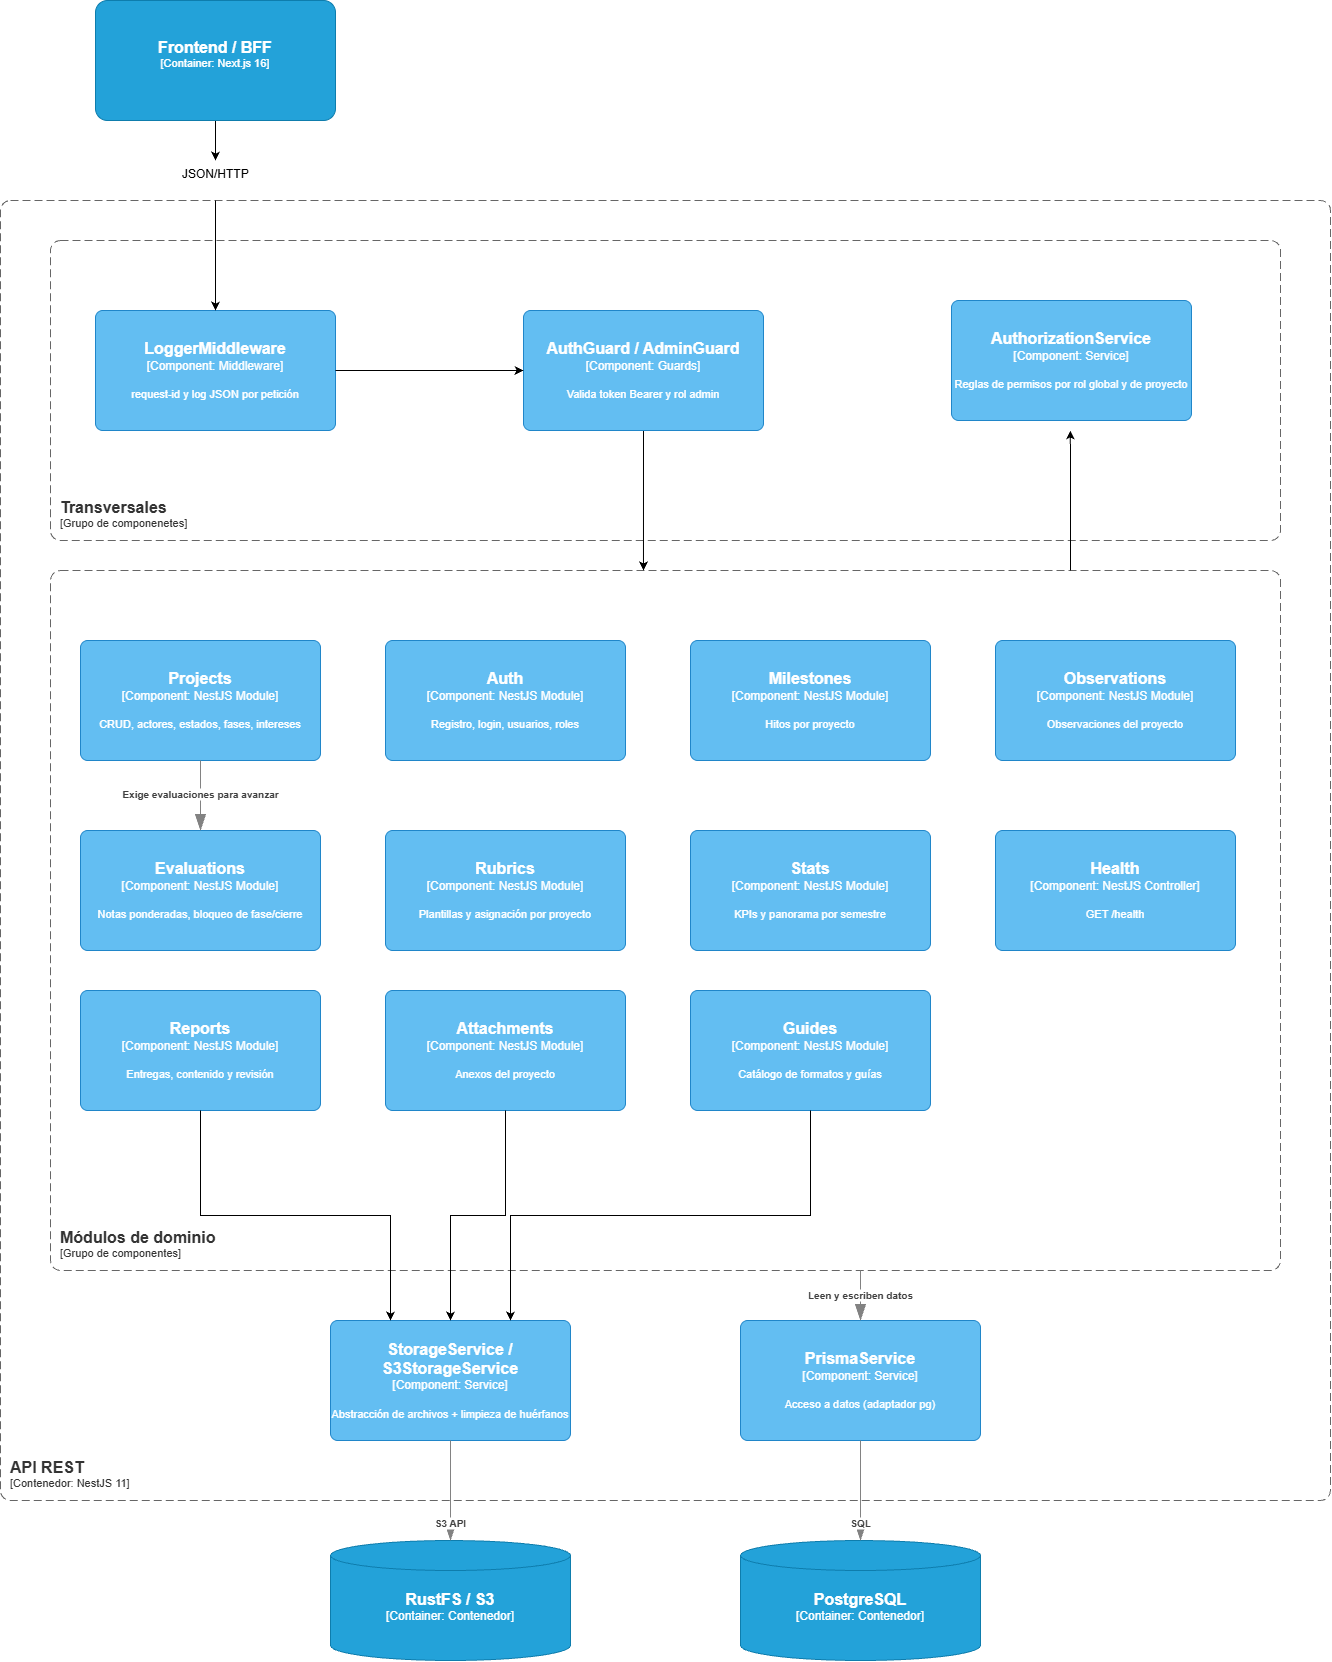 Frontend / BFF
[Container: Next.js 16]
JSON/HTTP
LoggerMiddleware
[Component: Middleware]
request-id y log JSON por petición
AuthGuard / AdminGuard
[Component: Guards]
Valida token Bearer y rol admin
AuthorizationService
[Component: Service]
Reglas de permisos por rol global y de proyecto
Transversales
[Grupo de componenetes]
Projects
[Component: NestJS Module]
CRUD, actores, estados, fases, intereses
Auth
[Component: NestJS Module]
Registro, login, usuarios, roles
Milestones
[Component: NestJS Module]
Hitos por proyecto
Observations
[Component: NestJS Module]
Observaciones del proyecto
Exige evaluaciones para avanzar
Evaluations
[Component: NestJS Module]
Notas ponderadas, bloqueo de fase/cierre
Rubrics
[Component: NestJS Module]
Plantillas y asignación por proyecto
Stats
[Component: NestJS Module]
KPIs y panorama por semestre
Health
[Component: NestJS Controller]
GET /health
Reports
[Component: NestJS Module]
Entregas, contenido y revisión
Attachments
[Component: NestJS Module]
Anexos del proyecto
Guides
[Component: NestJS Module]
Catálogo de formatos y guías
Módulos de dominio
[Grupo de componentes]
Leen y escriben datos
StorageService /
S3StorageService
[Component: Service]
Abstracción de archivos + limpieza de huérfanos
PrismaService
[Component: Service]
Acceso a datos (adaptador pg)
API REST
[Contenedor: NestJS 11]
S3 API
SQL
RustFS / S3
[Container: Contenedor]
PostgreSQL
[Container: Contenedor]